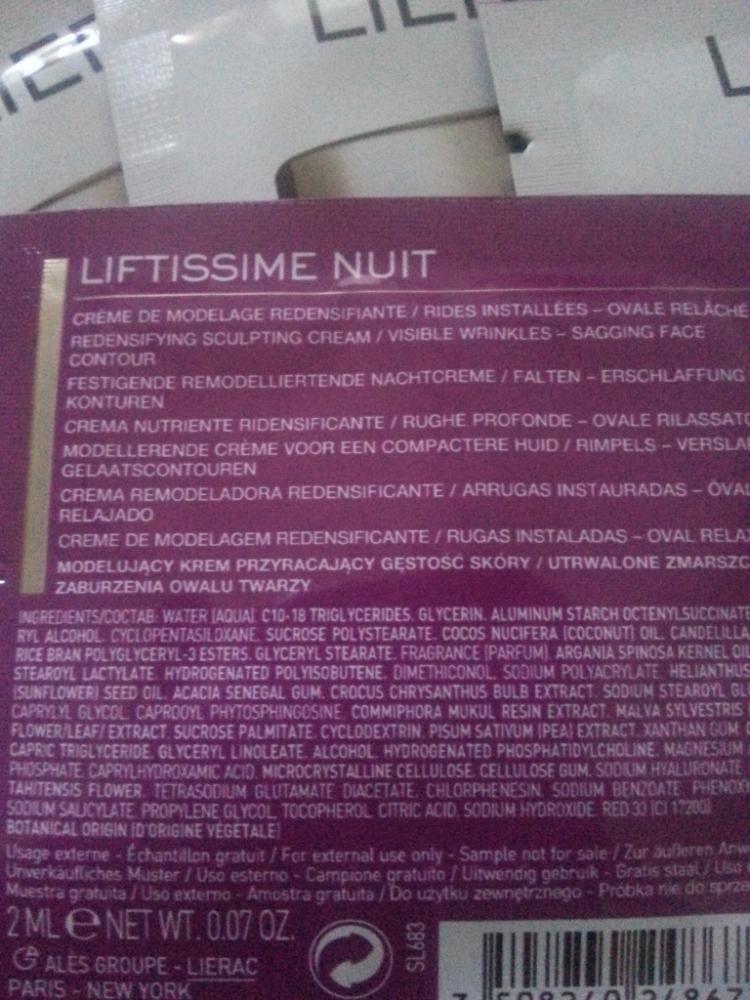 LIFTISSIME NUIT
CRÈME DE MODELAGE REDENSIFIANTE / RIDES INSTALLÉES – OVALE RELÂCHÉ
REDENSIFYING SCULPTING CREAM / VISIBLE WRINKLES – SAGGING FACE
CONTOUR
FESTIGENDE REMODELLIERTENDE NACHTCREME / FALTEN – ERSCHLAFFUNG
KONTUREN
CREMA NUTRIENTE RIDENSIFICANTE / RUGHE PROFONDE – OVALE RILASSATO
MODELLERENDE CRÈME VOOR EEN COMPACTERE HUID / RIMPELS – VERSLA
GELAATSCONTOUREN
CREMA REMODELADORA REDENSIFICANTE / ARRUGAS INSTAURADAS – ÓVAL
RELAJADO
CREME DE MODELAGEM REDENSIFICANTE / RUGAS INSTALADAS – OVAL RELAX
MODELUJĄCY KREM PRZYRACAJĄCY GĘSTOŚĆ SKÓRY / UTRWALONE ZMARSZC
ZABURZENIA OWALU TWARZY
INGREDIENTS/COCTAB: WATER (AQUA). C10-18 TRIGLYCERIDES. GLYCERIN. ALUMINUM STARCH OCTENYLSUCCINATE
RYL ALCOHOL. CYCLOPENTASILOXANE. SUCROSE POLYSTEARATE. COCOS NUCIFERA (COCONUT) OIL. CANDELILLA
RICE BRAN POLYGLYCERYL-3 ESTERS. GLYCERYL STEARATE. FRAGRANCE (PARFUM). ARGANIA SPINOSA KERNEL OIL
STEAROYL LACTYLATE. HYDROGENATED POLYISOBUTENE. DIMETHICONOL. SODIUM POLYACRYLATE. HELIANTHUS
(SUNFLOWER) SEED OIL. ACACIA SENEGAL GUM. CROCUS CHRYSANTHUS BULB EXTRACT. SODIUM STEAROYL GL
CAPRYLYL GLYCOL. CAPROOYL PHYTOSPHINGOSINE. COMMIPHORA MUKUL RESIN EXTRACT. MALVA SYLVESTRIS
FLOWER/LEAF/ EXTRACT. SUCROSE PALMITATE. CYCLODEXTRIN. PISUM SATIVUM (PEA) EXTRACT. XANTHAN GUM. C
CAPRIC TRIGLYCERIDE. GLYCERYL LINOLEATE. ALCOHOL. HYDROGENATED PHOSPHATIDYLCHOLINE. MAGNESIUM
PHOSPHATE. CAPRYLHYDROXAMIC ACID. MICROCRYSTALLINE CELLULOSE. CELLULOSE GUM. SODIUM HYALURONATE.
TAHITENSIS FLOWER. TETRASODIUM GLUTAMATE DIACETATE. CHLORPHENESIN. SODIUM BENZOATE. PHENOX
SODIUM SALICYLATE. PROPYLENE GLYCOL. TOCOPHEROL. CITRIC ACID. SODIUM HYDROXIDE. RED 33 (CI 17200)
BOTANICAL ORIGIN (D'ORIGINE VÉGÉTALE)
Usage externe - Échantillon gratuit / For external use only - Sample not for sale / Zur äußeren Anw
Unverkäufliches Muster / Uso esterno - Campione gratuito / Uitwendig gebruik - Gratis staal / Uso
Muestra gratuita / Uso externo - Amostra gratuita / Do użytku zewnętrznego - Próbka nie do sprze
2 ML e NET WT. 0.07 OZ.
SL683
ALÈS GROUPE - LIERAC
PARIS - NEW YORK